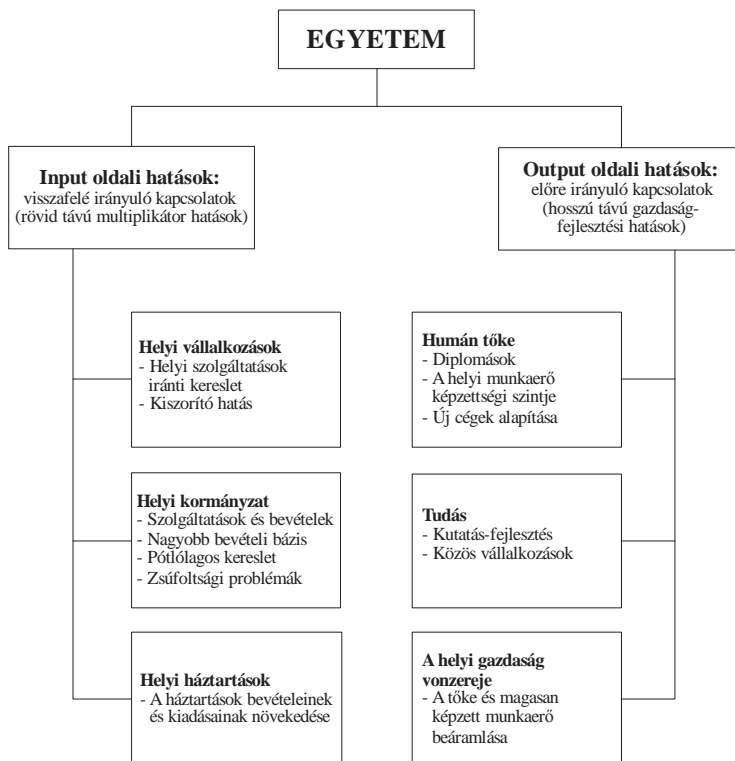 EGYETEM
Input oldali hatások:
visszafelé irányuló kapcsolatok
(rövid távú multiplikátor hatások)
Output oldali hatások:
előre irányuló kapcsolatok
(hosszú távú gazdaság-
fejlesztési hatások)
Helyi vállalkozások
- Helyi szolgáltatások
iránti kereslet
- Kiszorító hatás
Humán tőke
- Diplomások
- A helyi munkaerő
képzettségi szintje
- Új cégek alapítása
Helyi kormányzat
- Szolgáltatások és bevételek
- Nagyobb bevételi bázis
- Pótlólagos kereslet
- Zsúfoltsági problémák
Tudás
- Kutatás-fejlesztés
- Közös vállalkozások
Helyi háztartások
- A háztartások bevételeinek
és kiadásainak növekedése
A helyi gazdaság
vonzereje
- A tőke és magasan
képzett munkaerő
beáramlása